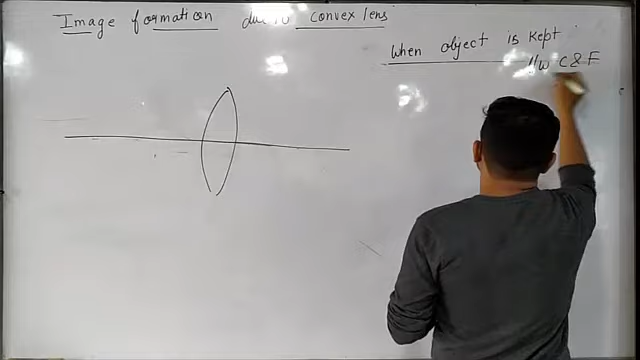 Image formation due to convex lens
When object is kept
b/w C & F